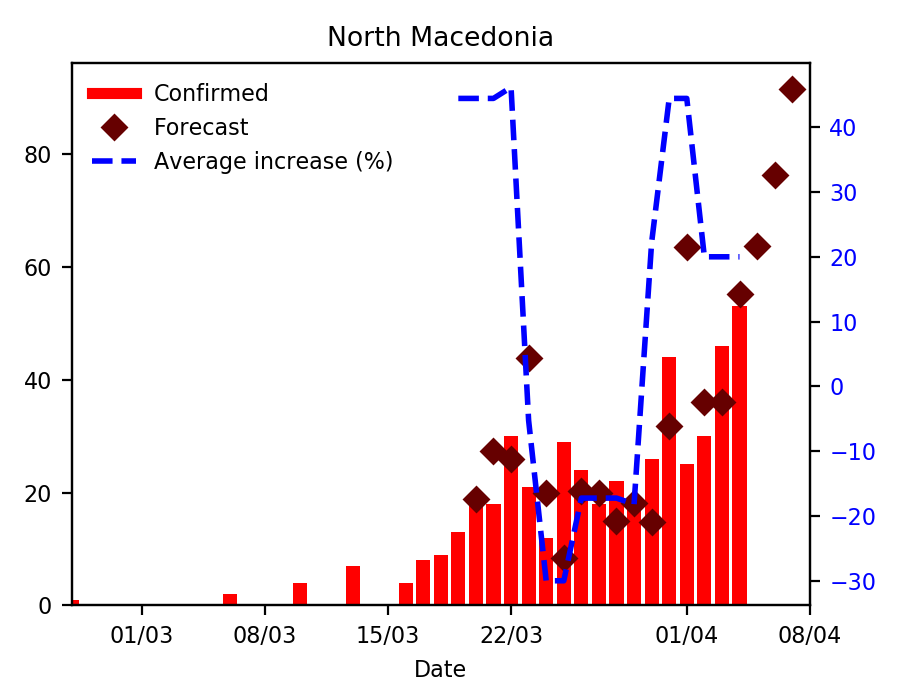 North Macedonia
Confirmed
Forecast
Average increase (%)
80
60
40
20
0
40
30
20
10
0
−10
−20
−30
01/03 08/03 15/03 22/03 01/04 08/04
Date